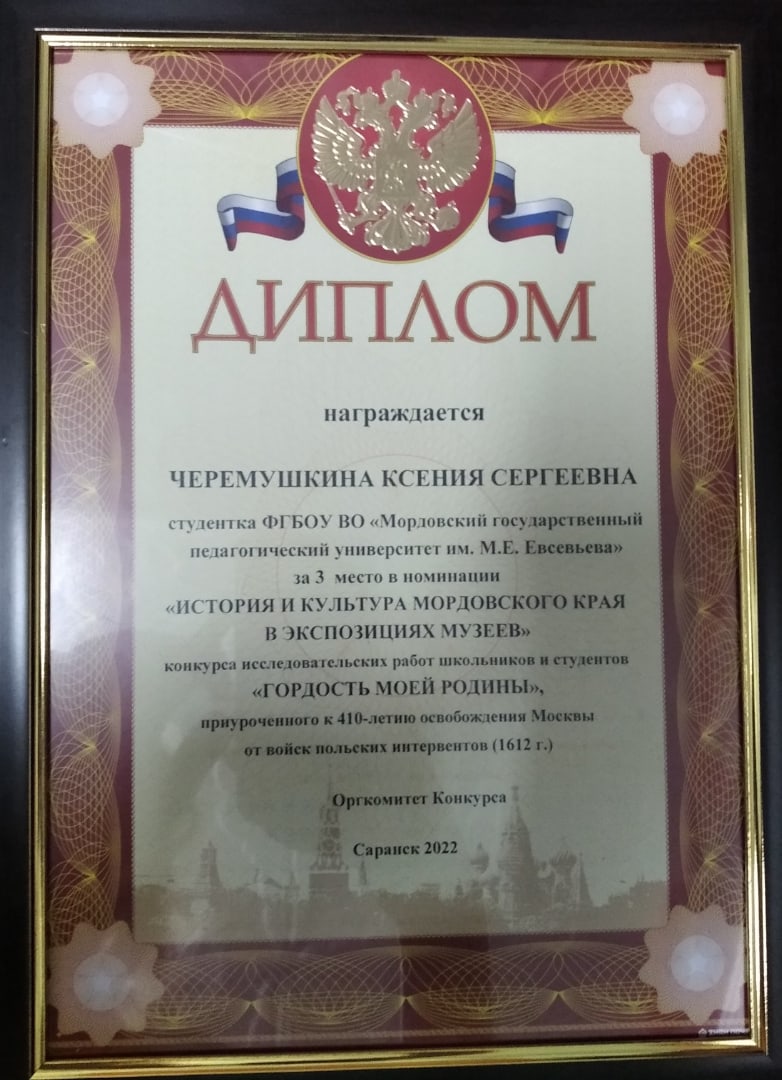 ДИПЛОМ
награждается
ЧЕРЕМУШКИНА КСЕНИЯ СЕРГЕЕВНА
студентка ФГБОУ ВО «Мордовский государственный
педагогический университет им. М.Е. Евсевьева»
за 3 место в номинации
«ИСТОРИЯ И КУЛЬТУРА МОРДОВСКОГО КРАЯ
В ЭКСПОЗИЦИЯХ МУЗЕЕВ»
конкурса исследовательских работ школьников и студентов
«ГОРДОСТЬ МОЕЙ РОДИНЫ»,
приуроченного к 410-летию освобождения Москвы
от войск польских интервентов (1612 г.)
Оргкомитет Конкурса
Саранск 2022